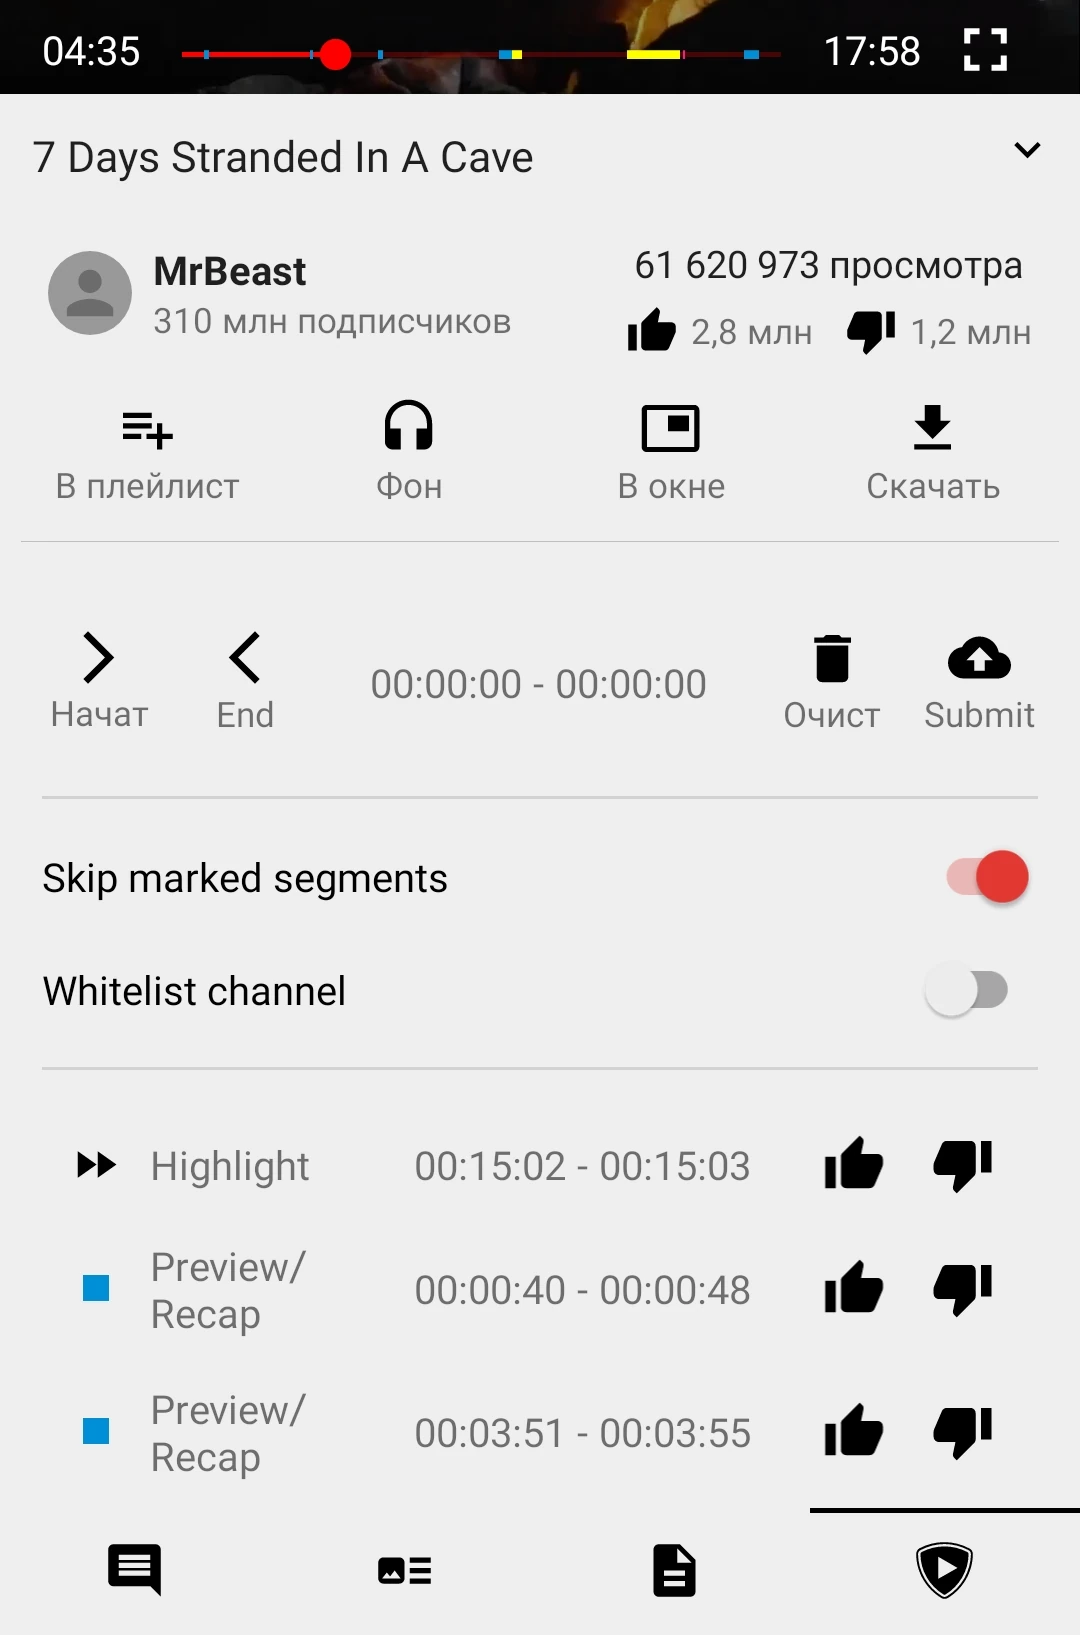 04:35 17:58
7 Days Stranded In A Cave
MrBeast
310 млн подписчиков
61 620 973 просмотра
2,8 млн 1,2 млн
В плейлист Фон В окне Скачать
Начат End 00:00:00 - 00:00:00 Очист Submit
Skip marked segments
Whitelist channel
Highlight 00:15:02 - 00:15:03
Preview/
Recap 00:00:40 - 00:00:48
Preview/
Recap 00:03:51 - 00:03:55